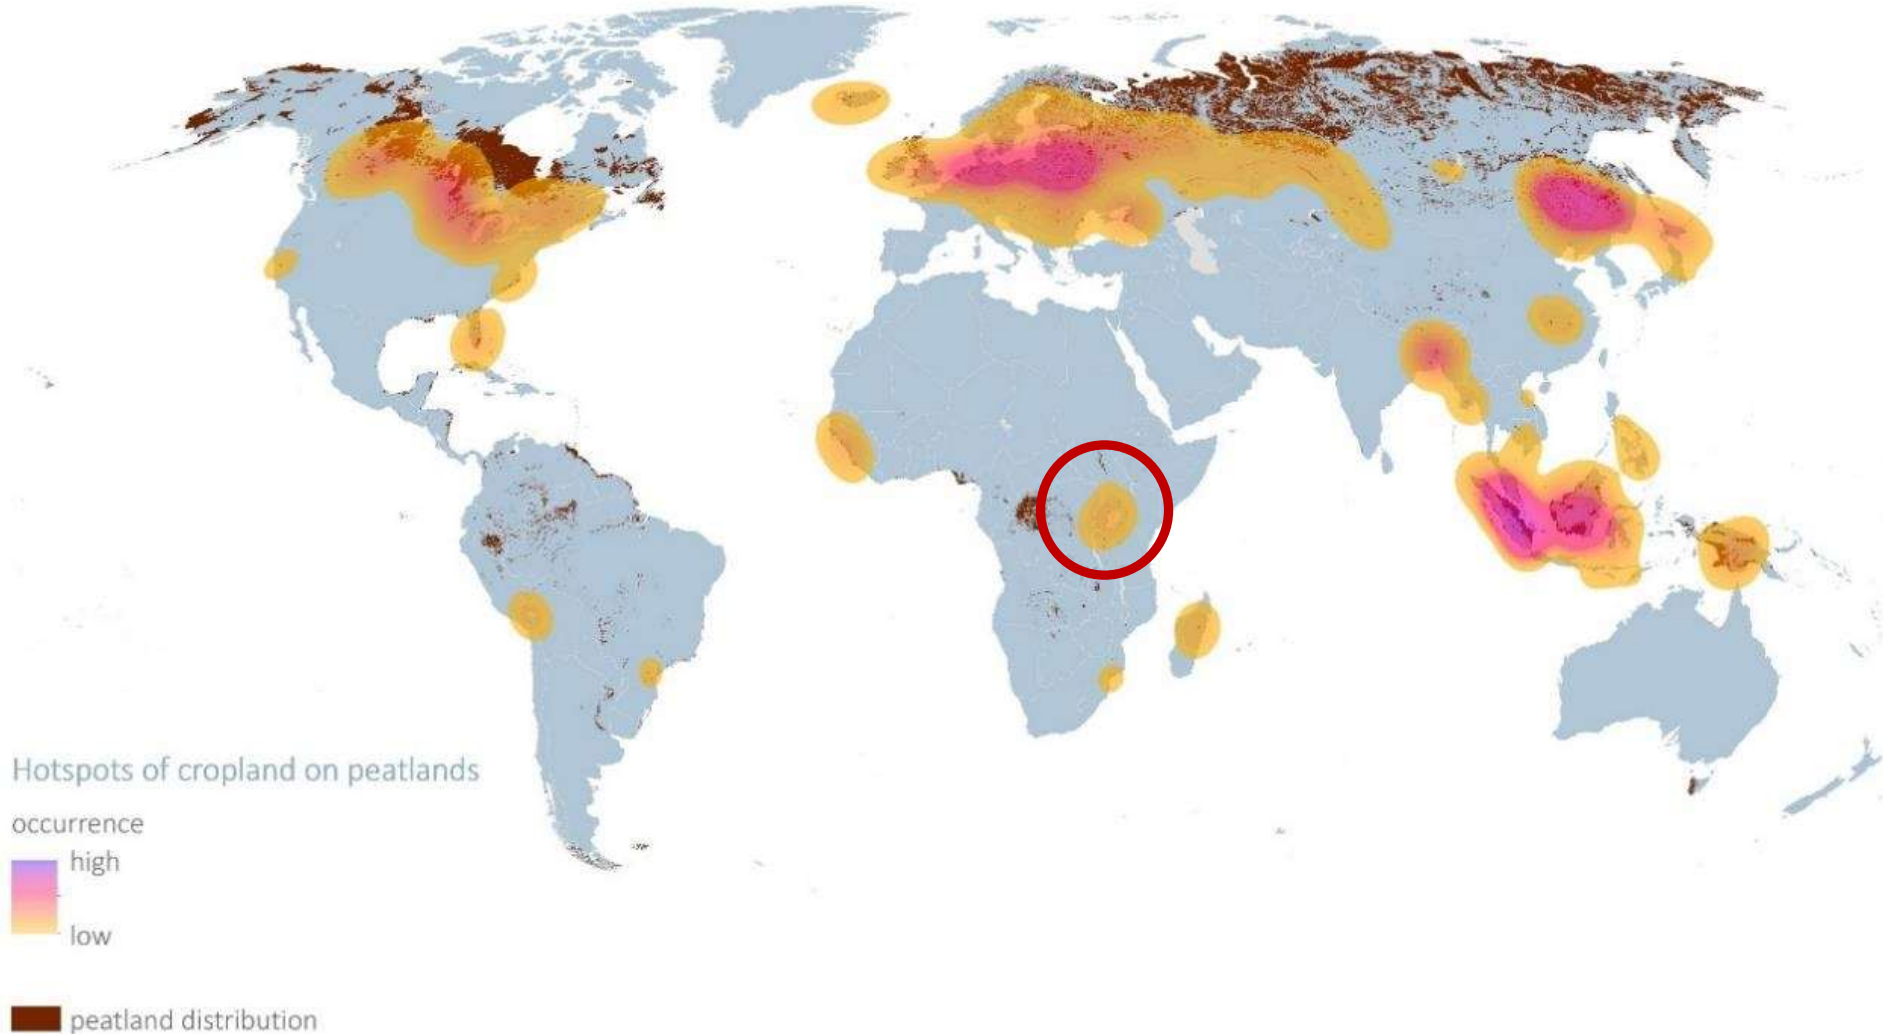 Hotspots of cropland on peatlands
occurrence
high
low
peatland distribution